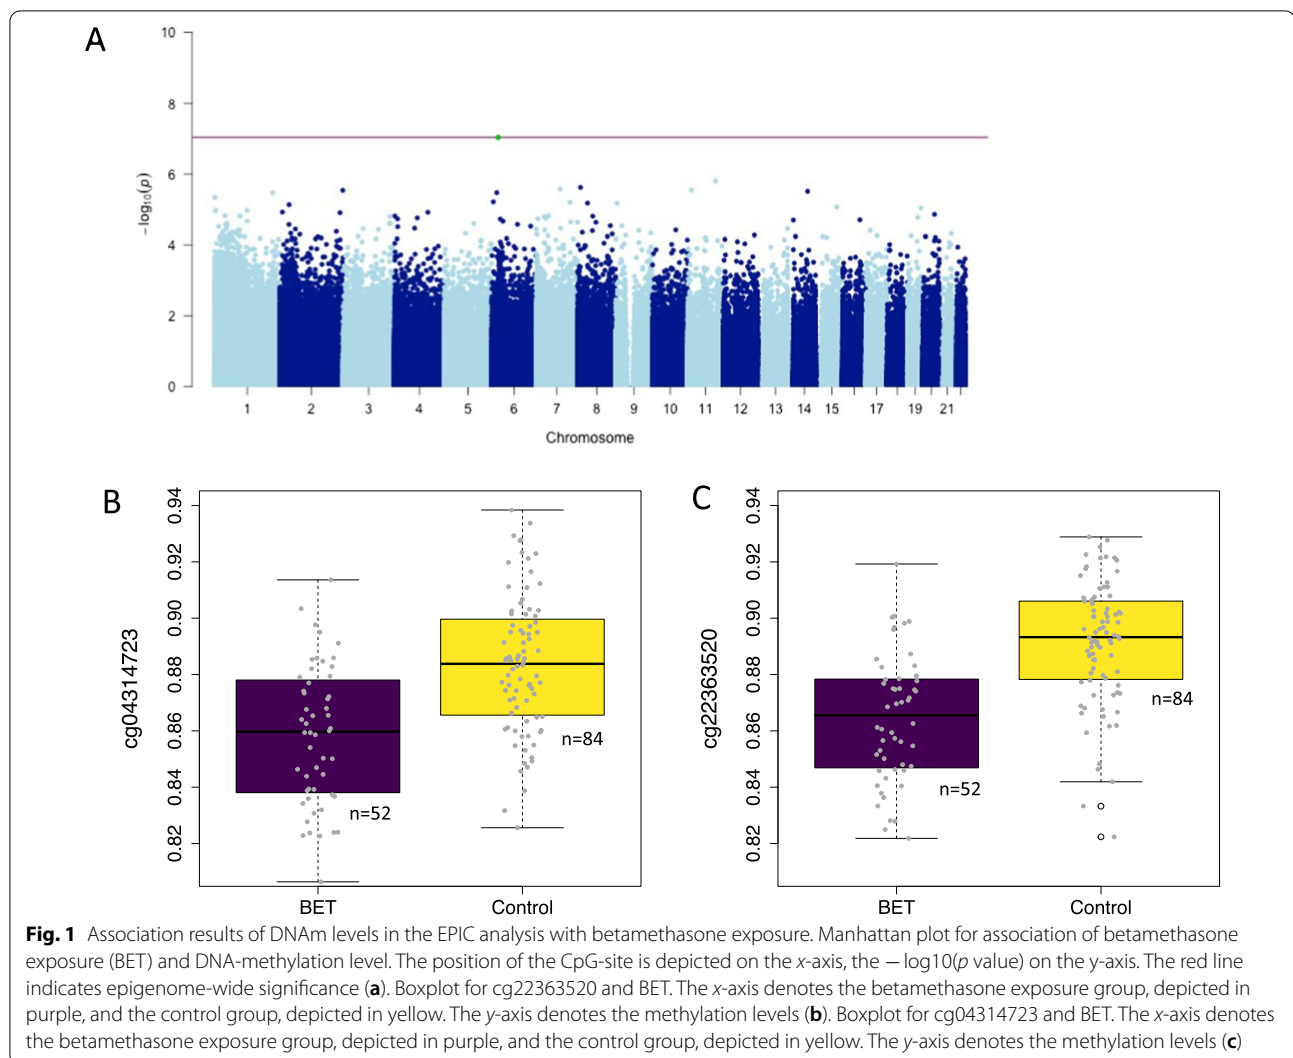 A
10
8
6
4
2
0
−log10(p)
1 2 3 4 5 6 7 8 9 10 11 12 13 14 15 17 19 21
Chromosome
B
0.94
0.92
0.90
0.88
0.86
0.84
0.82
cg04314723
n=52
n=84
BET Control
C
0.94
0.92
0.90
0.88
0.86
0.84
0.82
cg22363520
n=52
n=84
BET Control
Fig. 1 Association results of DNAm levels in the EPIC analysis with betamethasone exposure. Manhattan plot for association of betamethasone
exposure (BET) and DNA-methylation level. The position of the CpG-site is depicted on the x-axis, the − log10(p value) on the y-axis. The red line
indicates epigenome-wide significance (a). Boxplot for cg22363520 and BET. The x-axis denotes the betamethasone exposure group, depicted in
purple, and the control group, depicted in yellow. The y-axis denotes the methylation levels (b). Boxplot for cg04314723 and BET. The x-axis denotes
the betamethasone exposure group, depicted in purple, and the control group, depicted in yellow. The y-axis denotes the methylation levels (c)